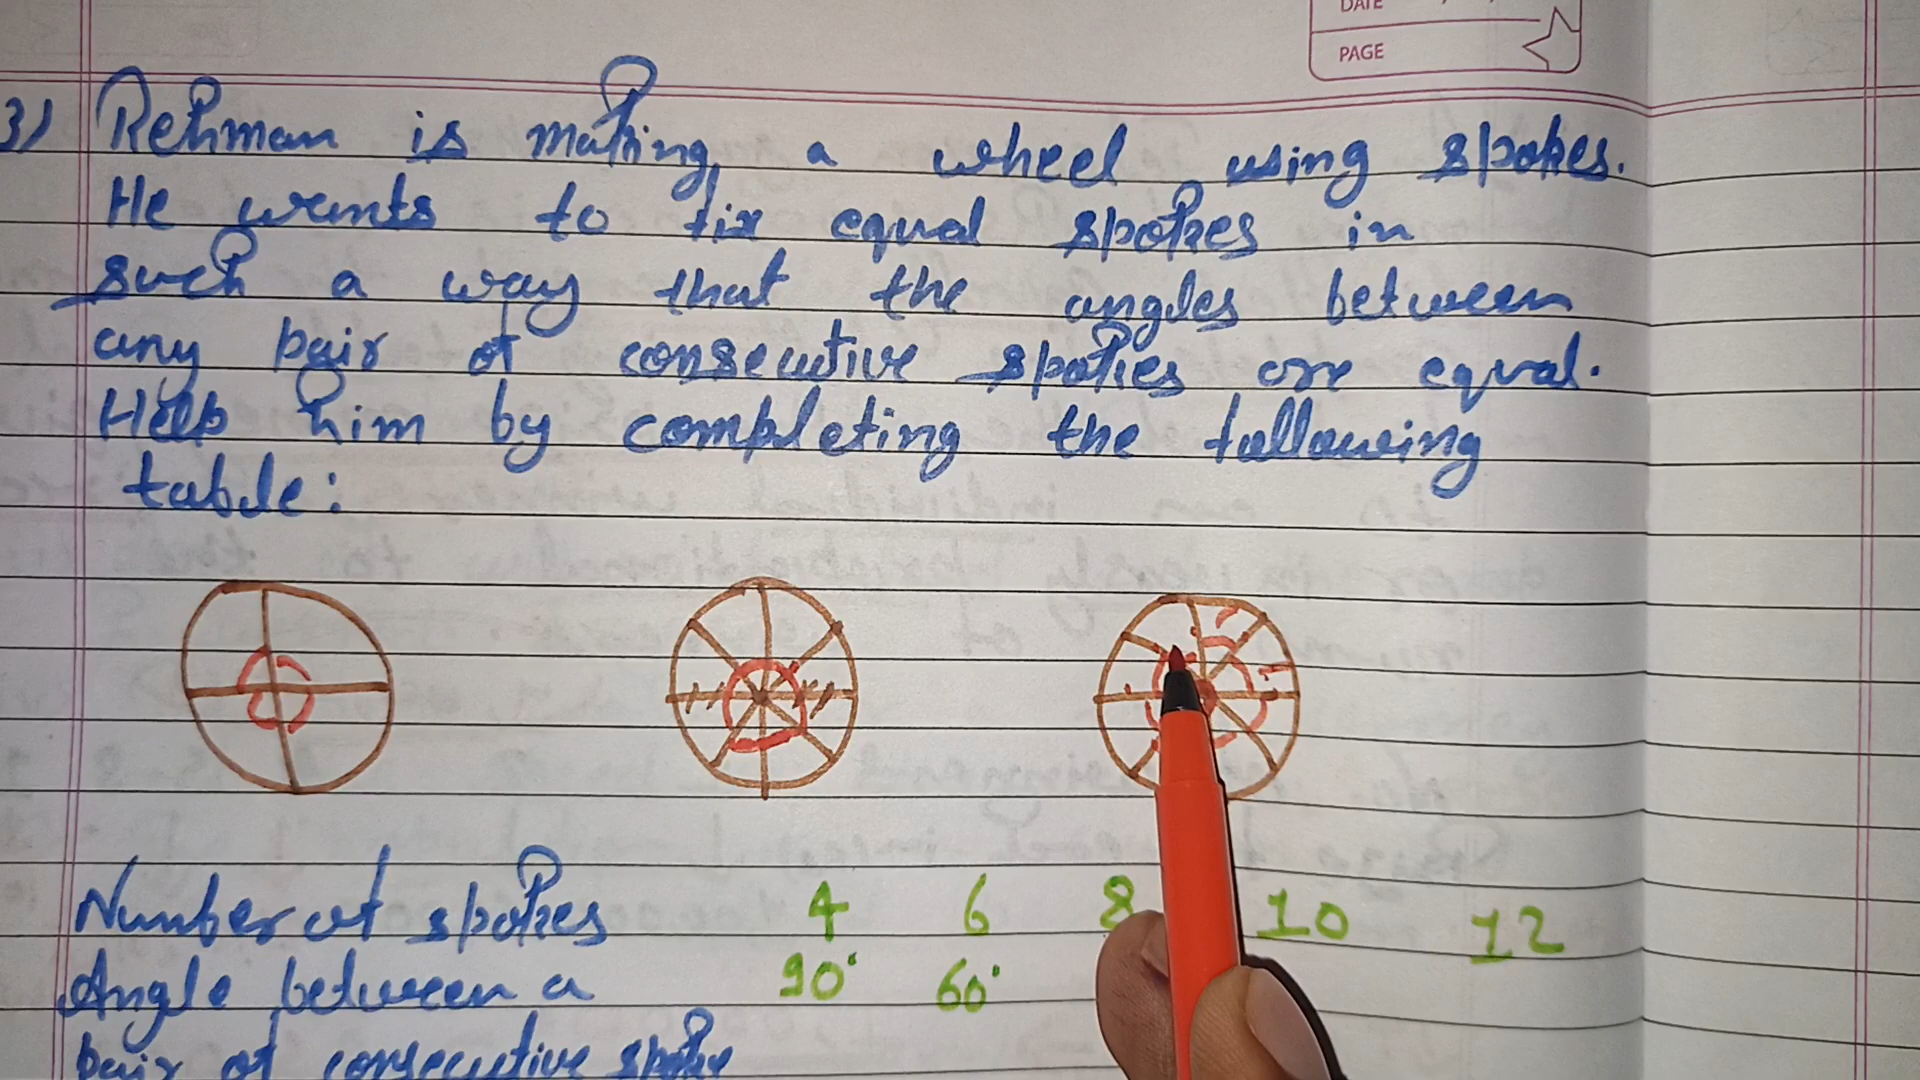 DATE
PAGE
3) Rehman is making a wheel using spokes.
He wants to fix equal spokes in
such a way that the angles between
any pair of consecutive spokes are equal.
Help him by completing the following
table:
Number of spokes 4 6 8 10 12
Angle between a 90° 60°
pair of consecutive spoke